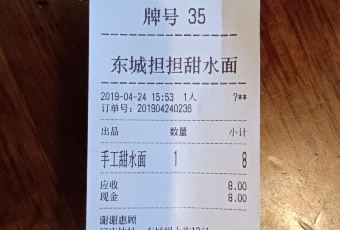 牌号 35
东城担担甜水面
2019-04-24 15:53 1人 ?**
订单号: 201904240236
出品 数量 小计
手工甜水面 1 8
应收 8.00
现金 8.00
谢谢惠顾